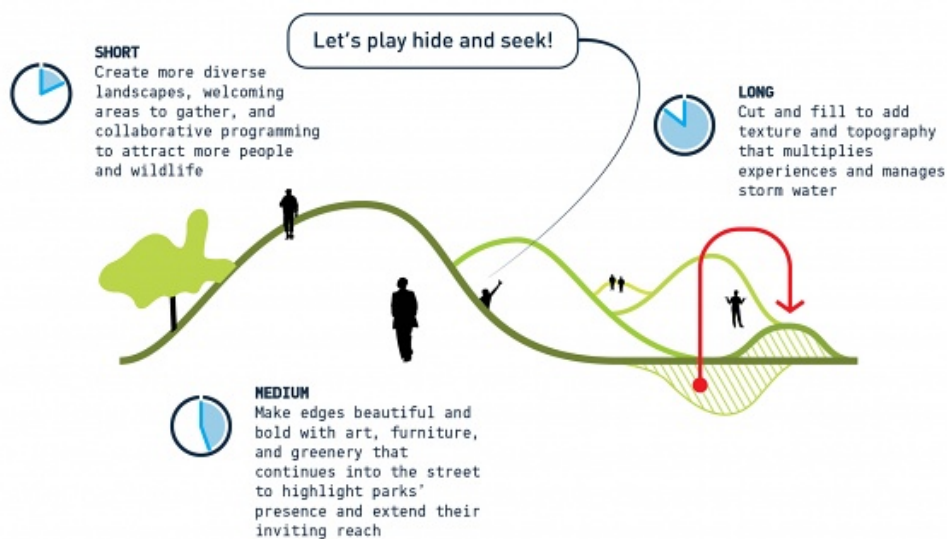 Let's play hide and seek!
SHORT
Create more diverse
landscapes, welcoming
areas to gather, and
collaborative programming
to attract more people
and wildlife
LONG
Cut and fill to add
texture and topography
that multiplies
experiences and manages
storm water
MEDIUM
Make edges beautiful and
bold with art, furniture,
and greenery that
continues into the street
to highlight parks'
presence and extend their
inviting reach